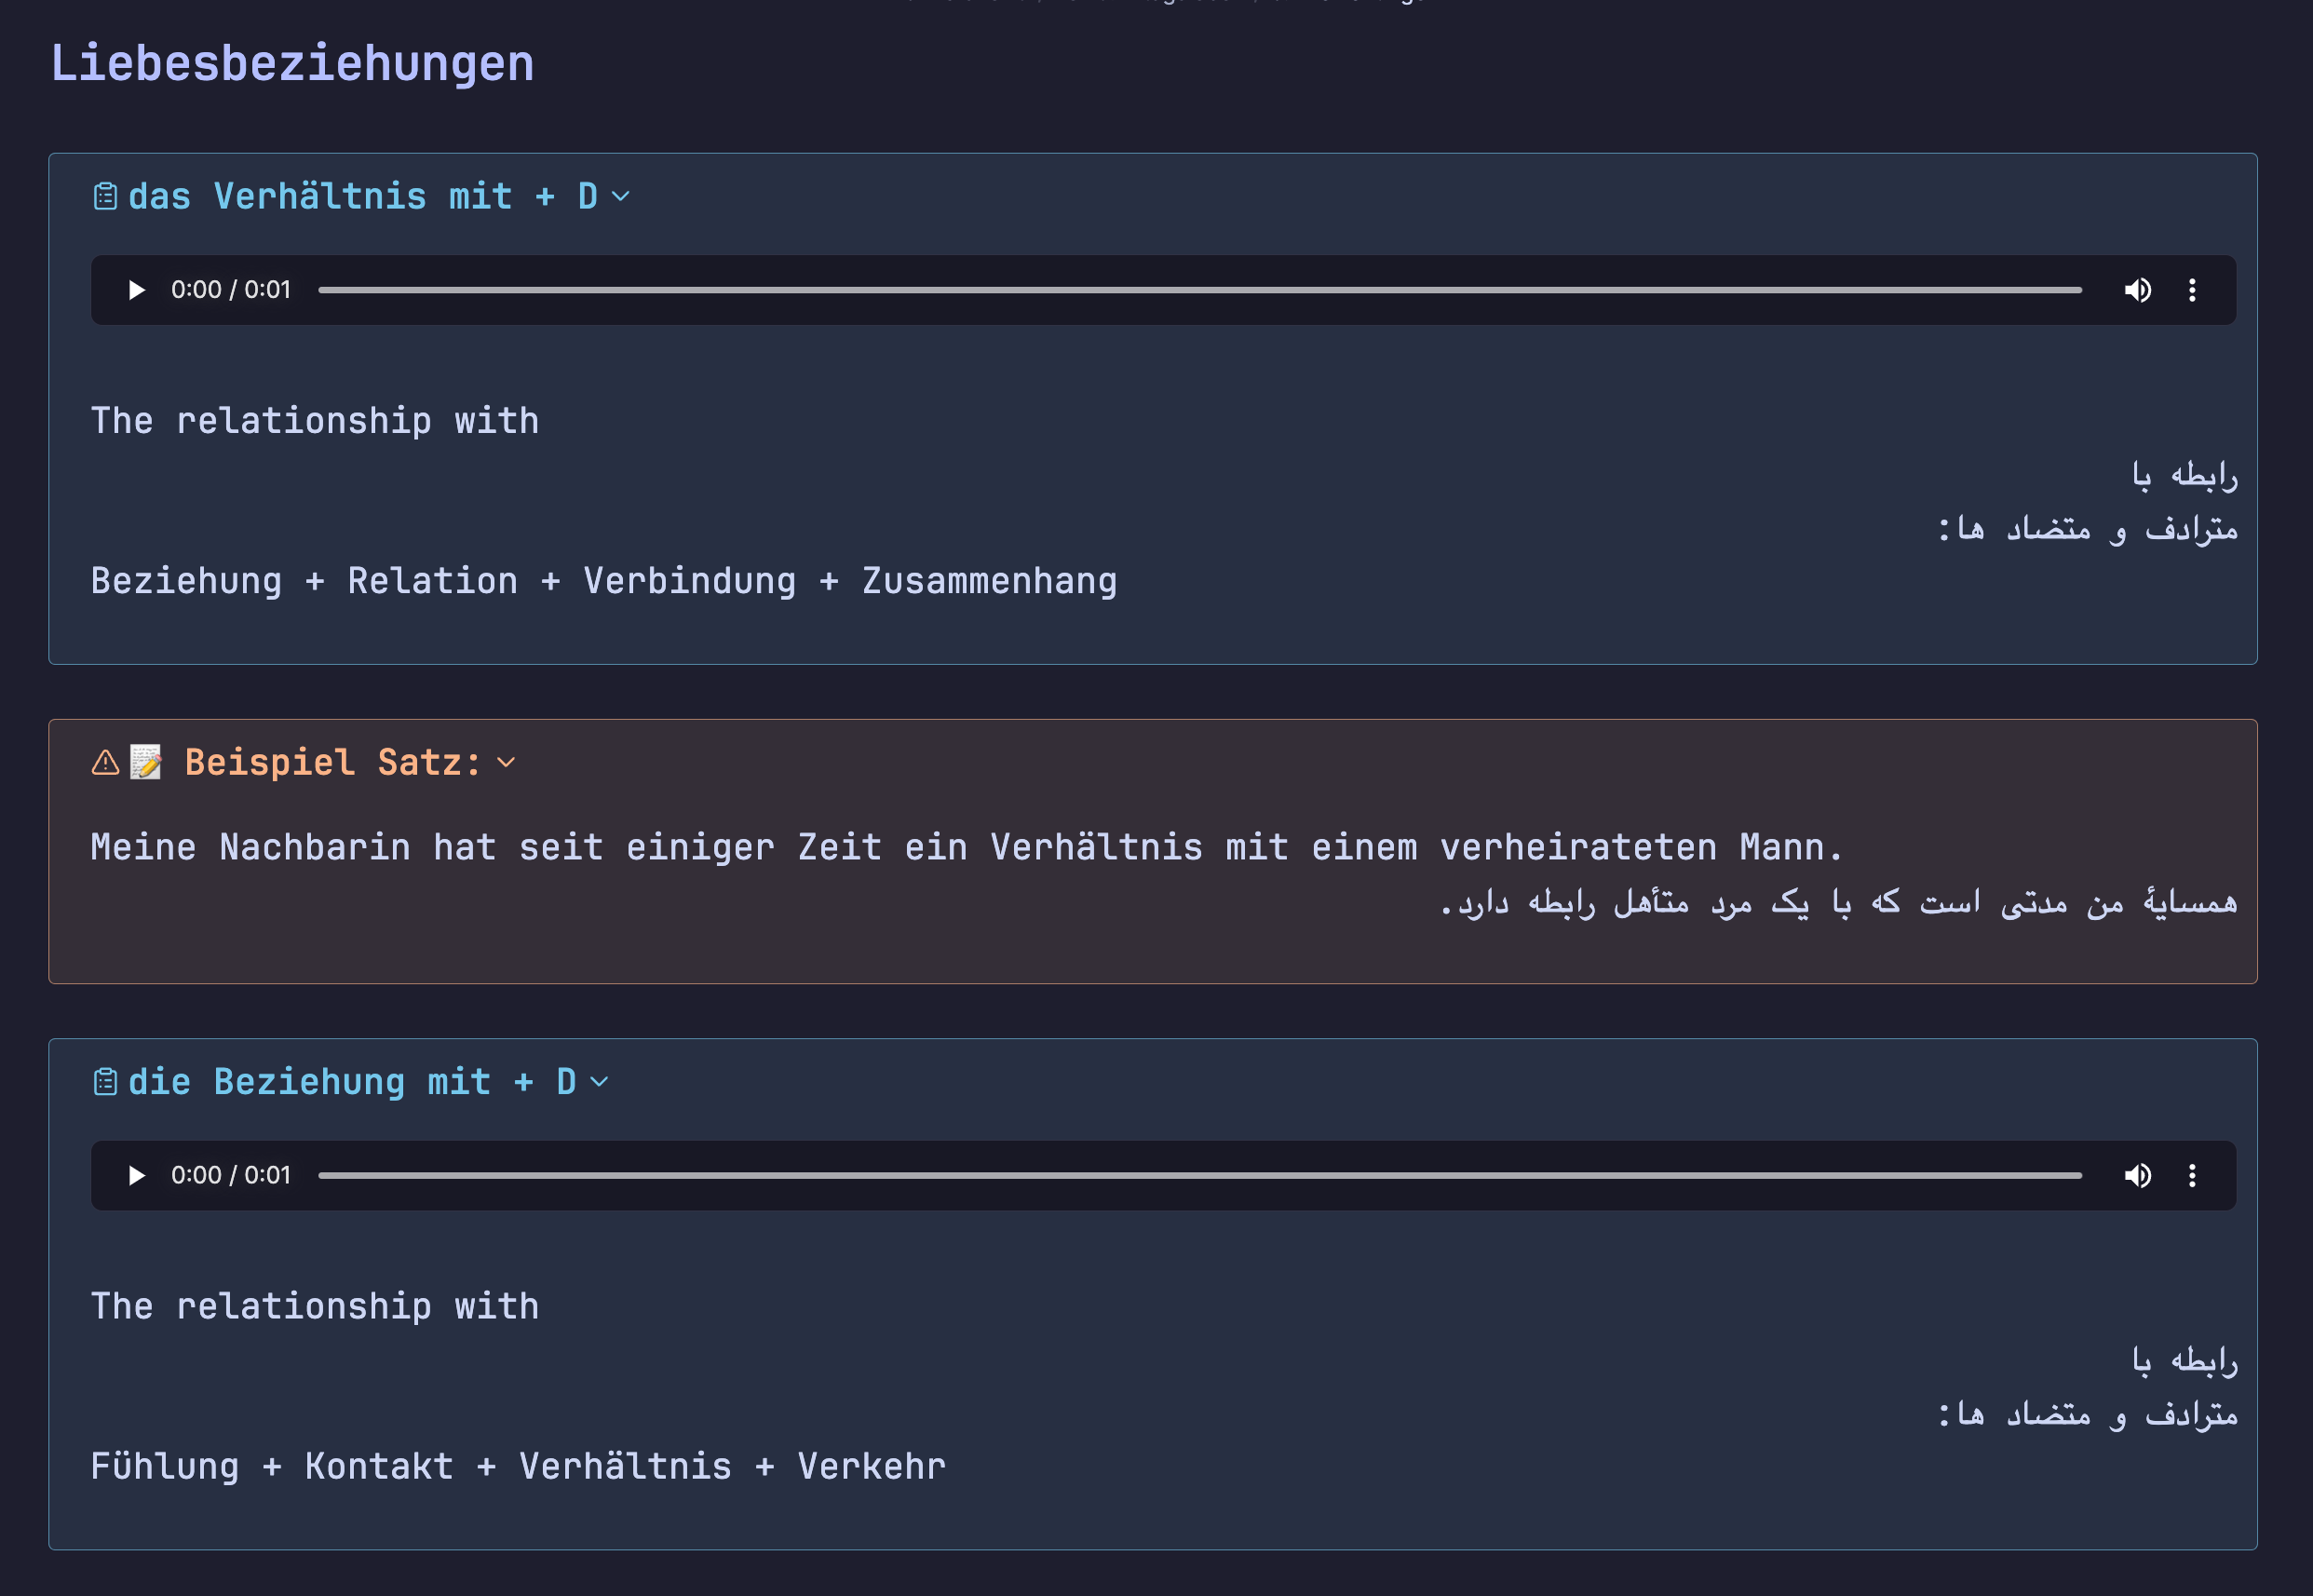 Liebesbeziehungen
das Verhältnis mit + D
0:00 / 0:01
The relationship with
رابطه با
مترادف و متضاد ها:
Beziehung + Relation + Verbindung + Zusammenhang
📝 Beispiel Satz:
Meine Nachbarin hat seit einiger Zeit ein Verhältnis mit einem verheirateten Mann.
همسایهٔ من مدتی است که با یک مرد متأهل رابطه دارد.
die Beziehung mit + D
0:00 / 0:01
The relationship with
رابطه با
مترادف و متضاد ها:
Fühlung + Kontakt + Verhältnis + Verkehr